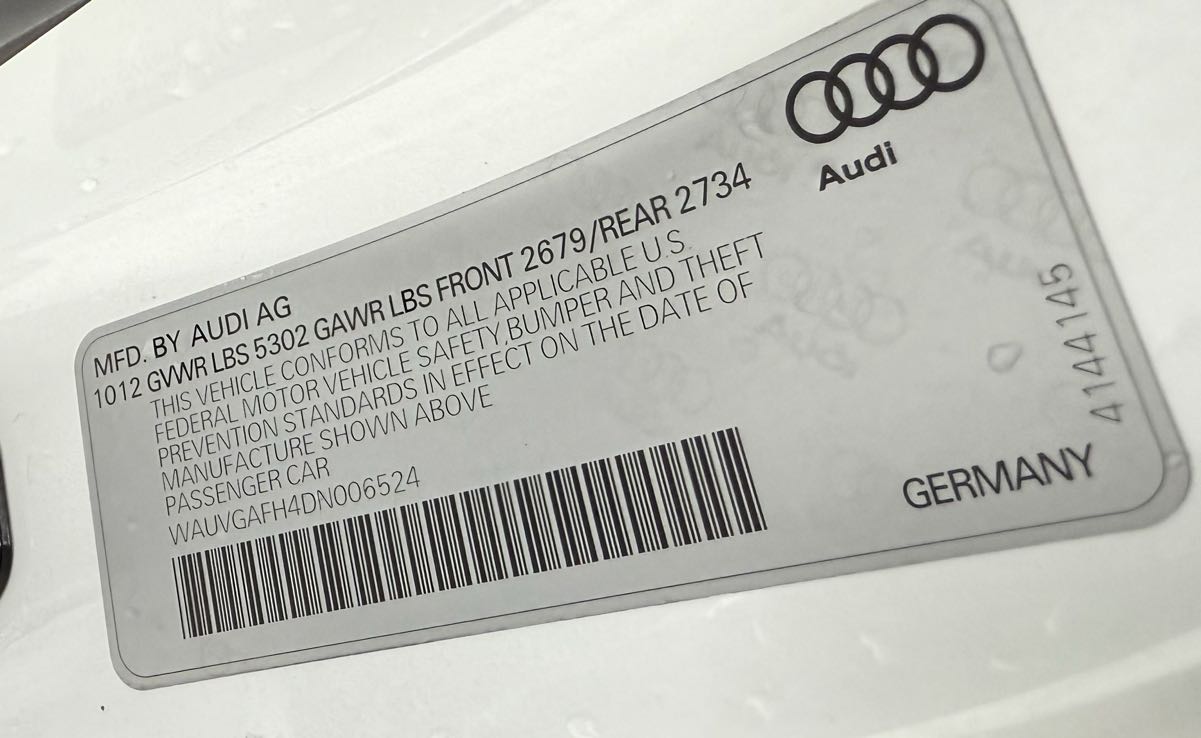 Audi
MFD. BY AUDI AG
1012 GVWR LBS 5302 GAWR LBS FRONT 2679/REAR 2734
THIS VEHICLE CONFORMS TO ALL APPLICABLE U.S.
FEDERAL MOTOR VEHICLE SAFETY,BUMPER AND THEFT
PREVENTION STANDARDS IN EFFECT ON THE DATE OF
MANUFACTURE SHOWN ABOVE
PASSENGER CAR
WAUVGAFH4DN006524
GERMANY
4144145